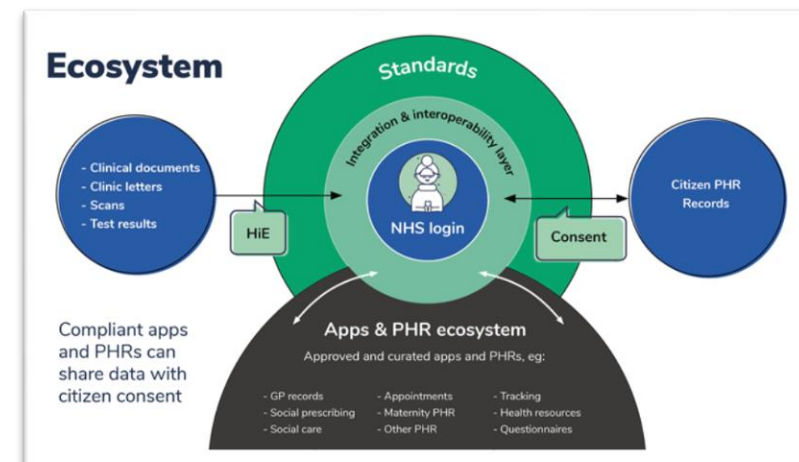 Ecosystem
Standards
Integration & interoperability layer
- Clinical documents
- Clinic letters
- Scans
- Test results
HiE
NHS login
Consent
Citizen PHR
Records
Compliant apps
and PHRs can
share data with
citizen consent
Apps & PHR ecosystem
Approved and curated apps and PHRs, eg:
- GP records
- Social prescribing
- Social care
- Appointments
- Maternity PHR
- Other PHR
- Tracking
- Health resources
- Questionnaires